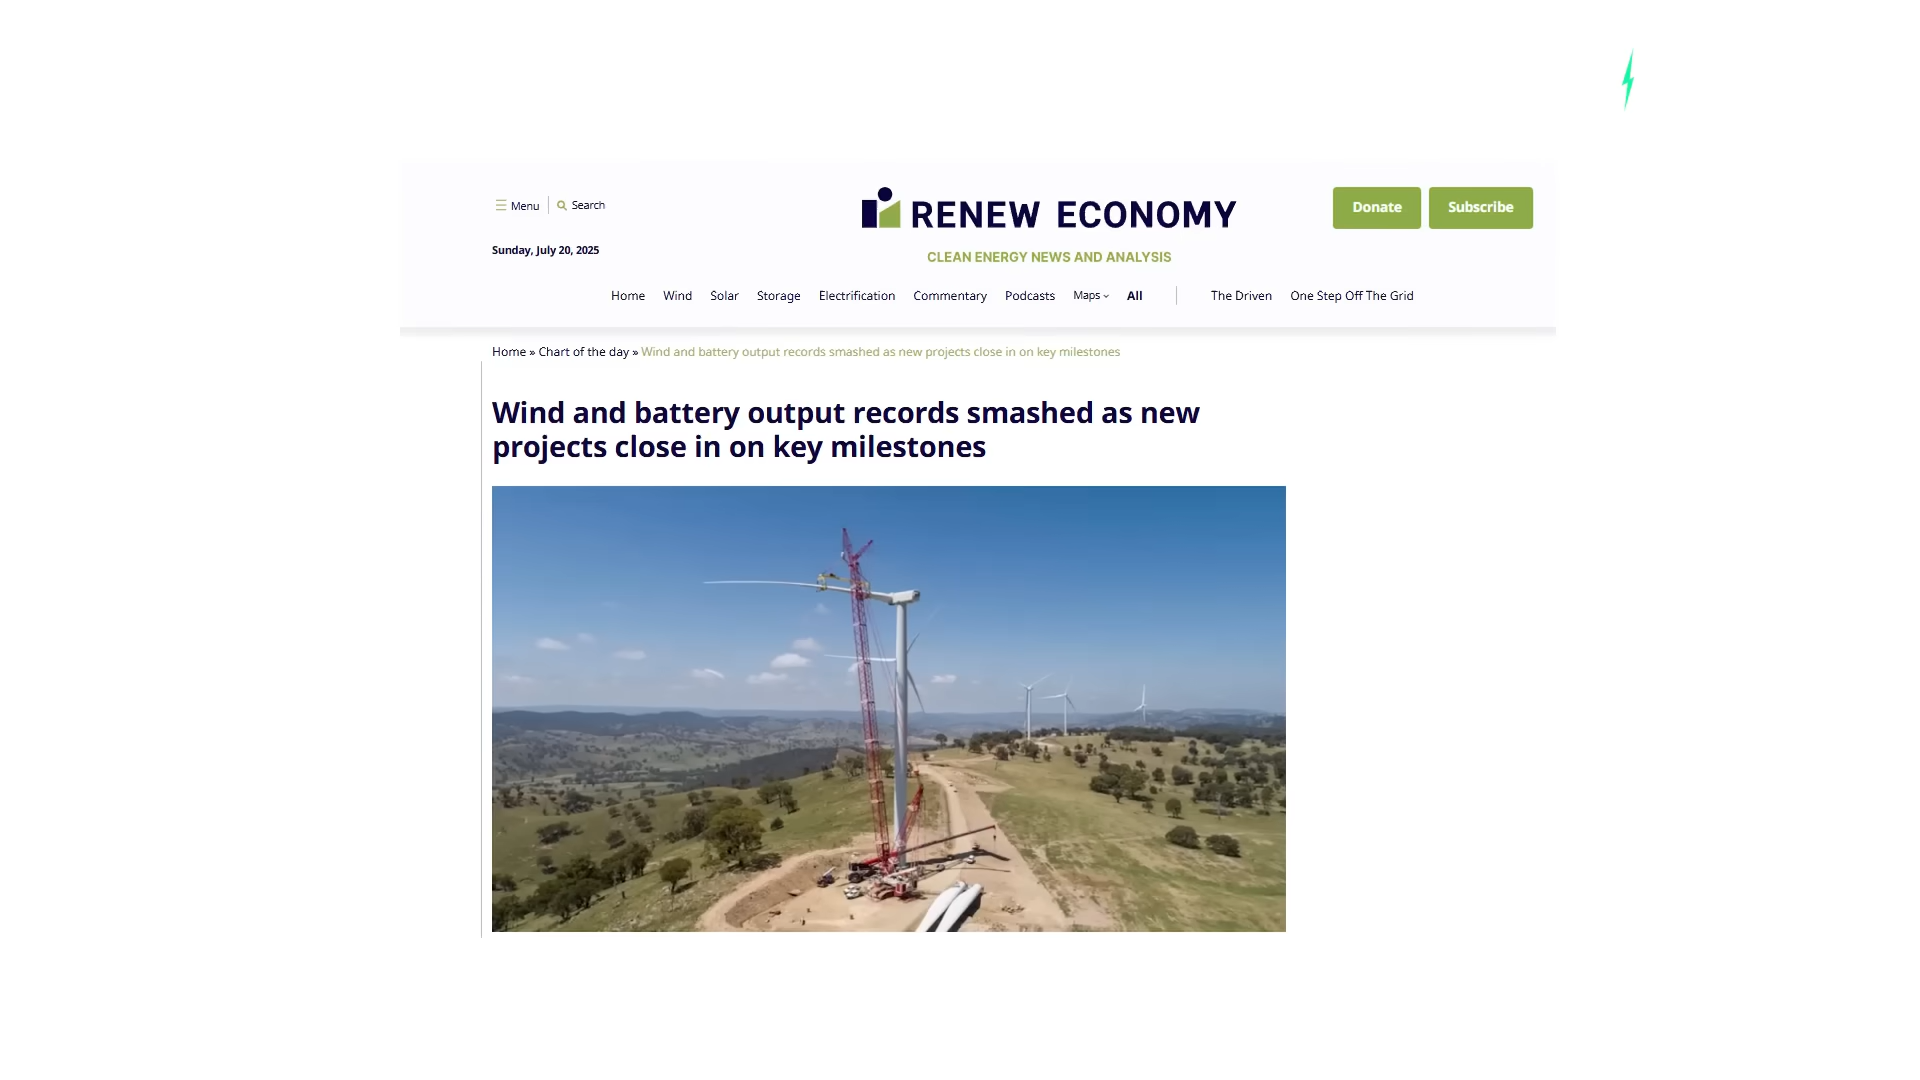 Menu
Search
RENEW ECONOMY
Donate
Subscribe
Sunday, July 20, 2025
CLEAN ENERGY NEWS AND ANALYSIS
Home Wind Solar Storage Electrification Commentary Podcasts Maps All The Driven One Step Off The Grid
Home » Chart of the day » Wind and battery output records smashed as new projects close in on key milestones
Wind and battery output records smashed as new
projects close in on key milestones